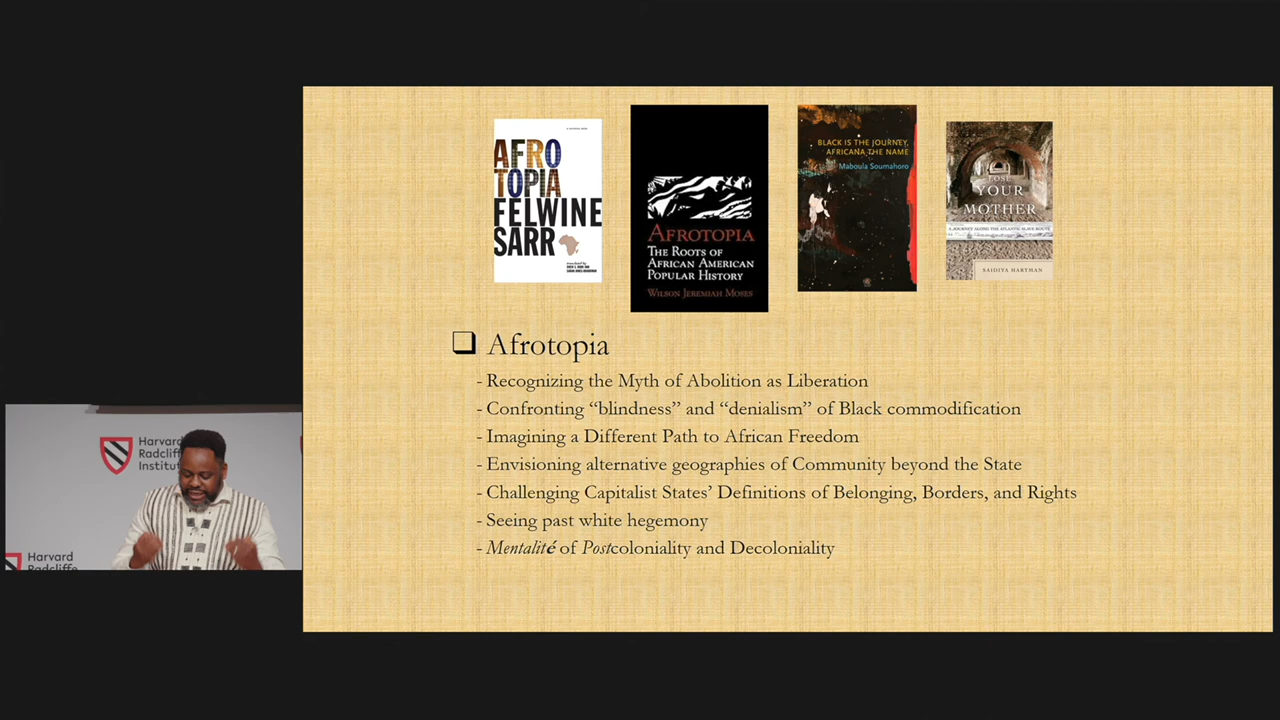 AFRO
TOPIA
FELWINE
SARR
AFROTOPIA
THE ROOTS OF
AFRICAN AMERICAN
POPULAR HISTORY
WILSON JEREMIAH MOSES
BLACK IS THE JOURNEY,
AFRICANA THE NAME
Maboula Soumahoro
LOSE
YOUR
MOTHER
A JOURNEY ALONG THE ATLANTIC SLAVE ROUTE
SAIDIYA HARTMAN
❑ Afrotopia
- Recognizing the Myth of Abolition as Liberation
- Confronting “blindness” and “denialism” of Black commodification
- Imagining a Different Path to African Freedom
- Envisioning alternative geographies of Community beyond the State
- Challenging Capitalist States’ Definitions of Belonging, Borders, and Rights
- Seeing past white hegemony
- Mentalité of Postcoloniality and Decoloniality
Harvard
Radcliffe
Institute
Harvard
Radcliffe